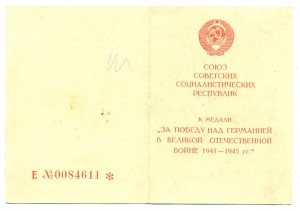 Е №0084611 *
СОЮЗ
СОВЕТСКИХ
СОЦИАЛИСТИЧЕСКИХ
РЕСПУБЛИК
К МЕДАЛИ
„ЗА ПОБЕДУ НАД ГЕРМАНИЕЙ
В ВЕЛИКОЙ ОТЕЧЕСТВЕННОЙ
ВОЙНЕ 1941—1945 гг."